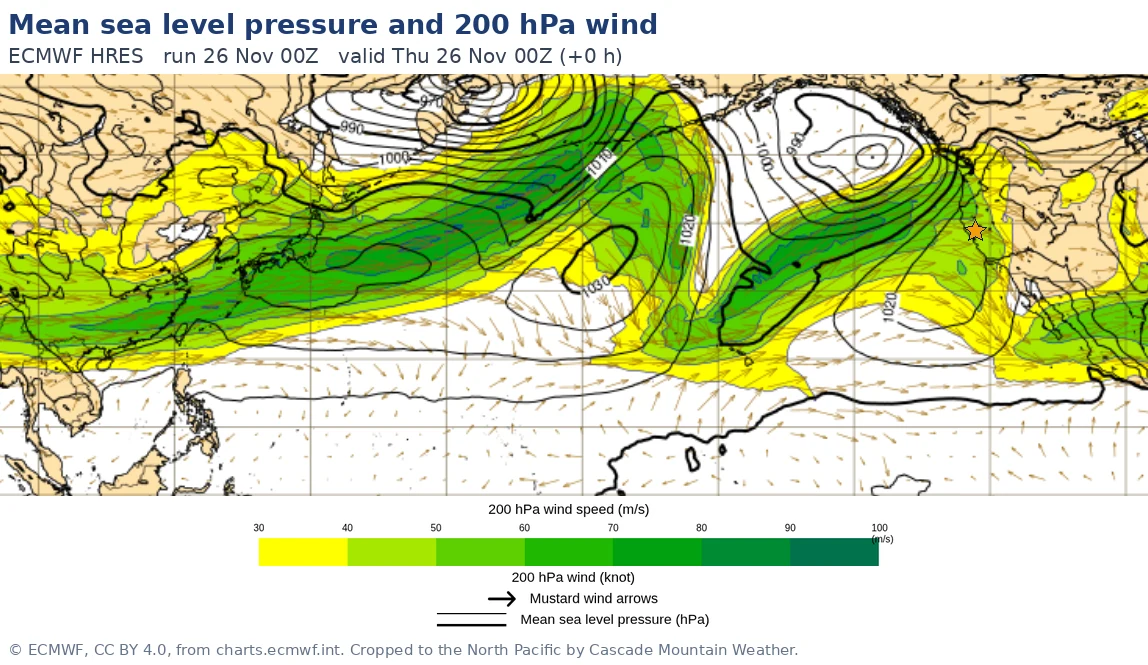 Mean sea level pressure and 200 hPa wind
ECMWF HRES run 26 Nov 00Z valid Thu 26 Nov 00Z (+0 h)
970
990
1000
1010
1000
990
1020
1030
1020
200 hPa wind speed (m/s)
30 40 50 60 70 80 90 100
(m/s)
200 hPa wind (knot)
Mustard wind arrows
Mean sea level pressure (hPa)
© ECMWF, CC BY 4.0, from charts.ecmwf.int. Cropped to the North Pacific by Cascade Mountain Weather.